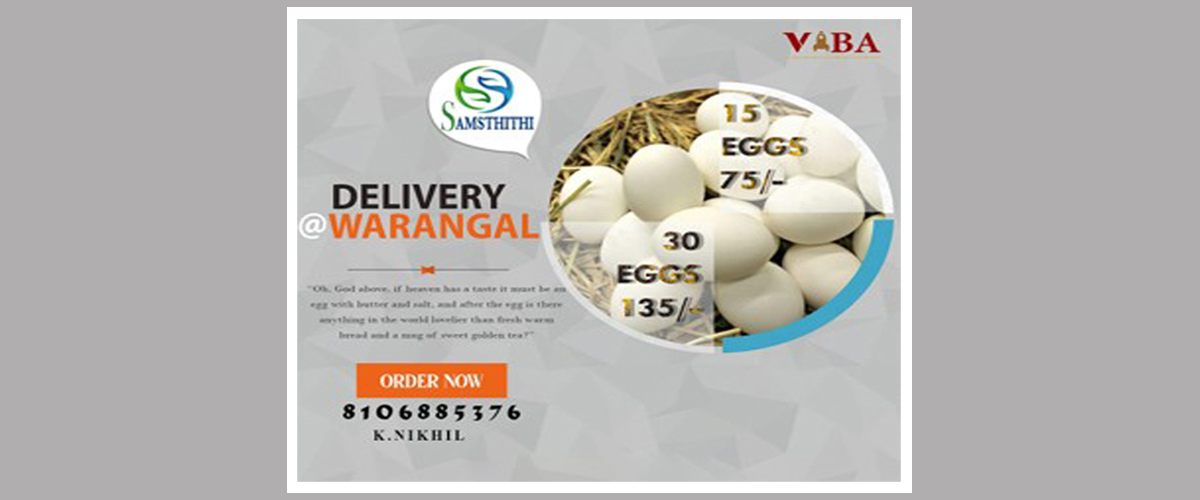 VABA
SAMSTHITHI
15
EGGS
75/-
DELIVERY
@WARANGAL
30
EGGS
135/-
"Oh, God above, if heaven has a taste it must be an
egg with butter and salt, and after the egg is there
anything in the world lovelier than fresh warm
bread and a mug of sweet golden tea?"
ORDER NOW
8106885376
K.NIKHIL